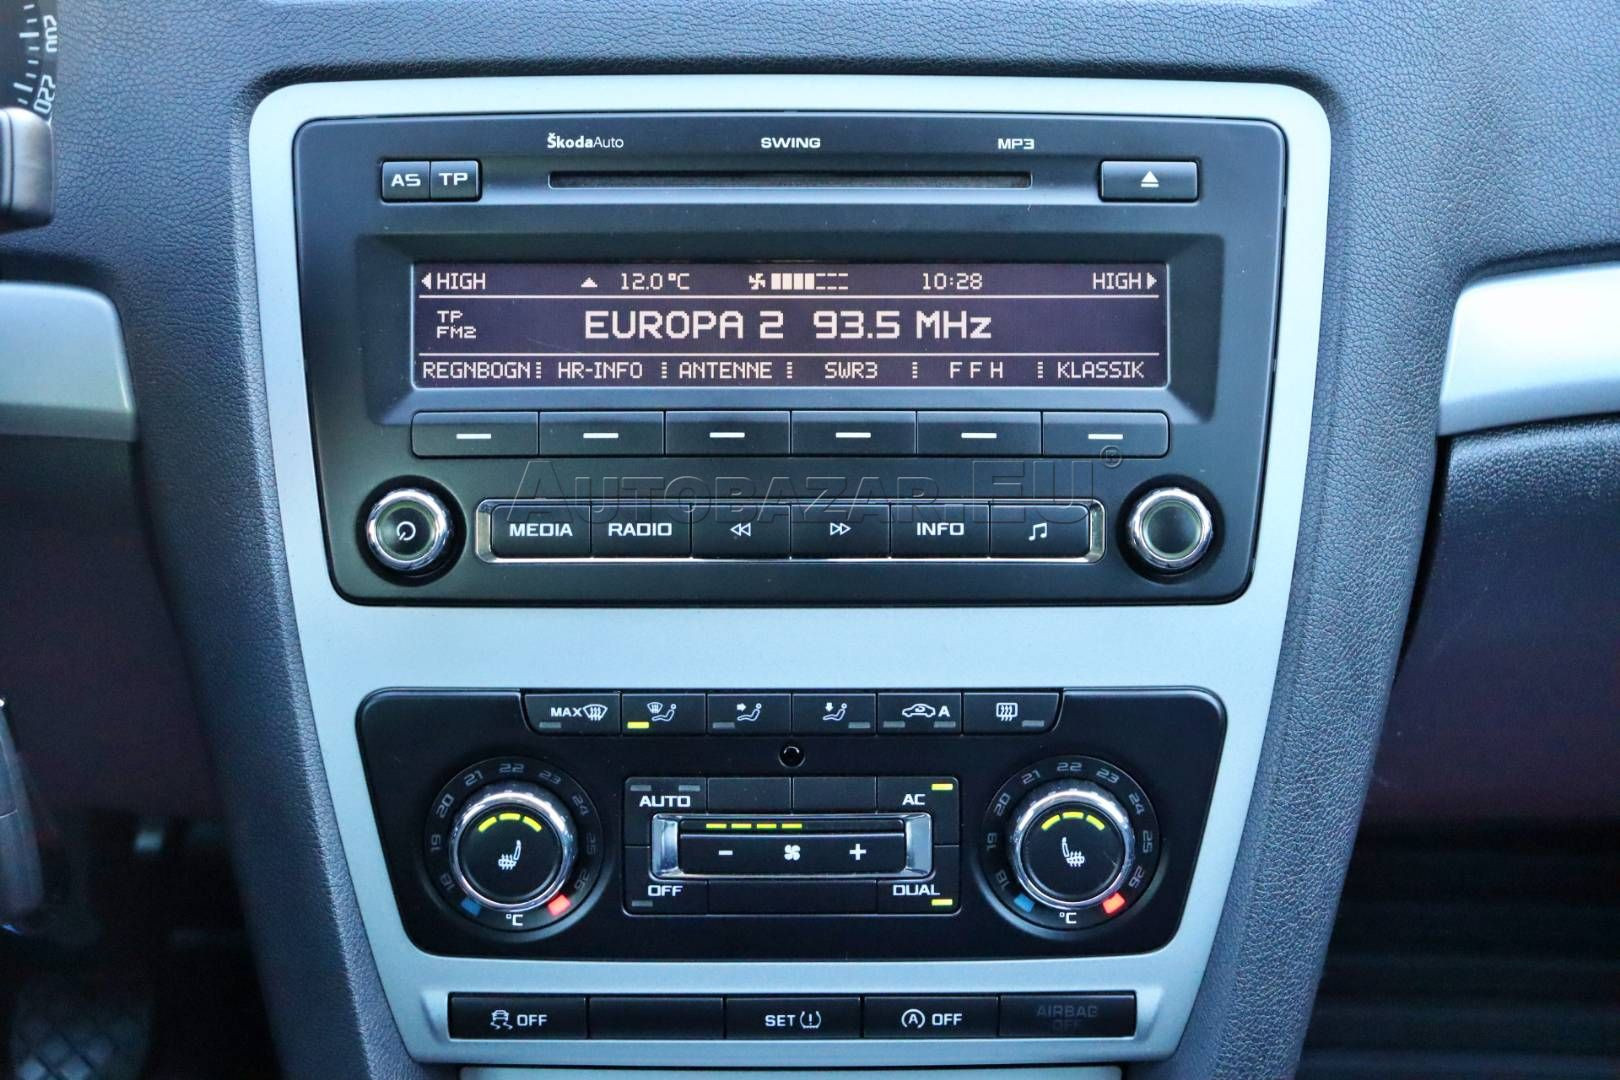 200
220
ŠkodaAuto SWING MP3
AS TP
HIGH 12.0 °C 10:28 HIGH
TP
FM2
EUROPA 2 93.5 MHz
REGNBOGN HR-INFO ANTENNE SWR3 F F H KLASSIK
AUTOBAZAR.EU®
MEDIA RADIO INFO
MAX A
18 19 20 21 22 23 24 25 26
°C
AUTO AC
- +
OFF DUAL
18 19 20 21 22 23 24 25 26
°C
OFF SET (!) (A) OFF AIRBAG
OFF